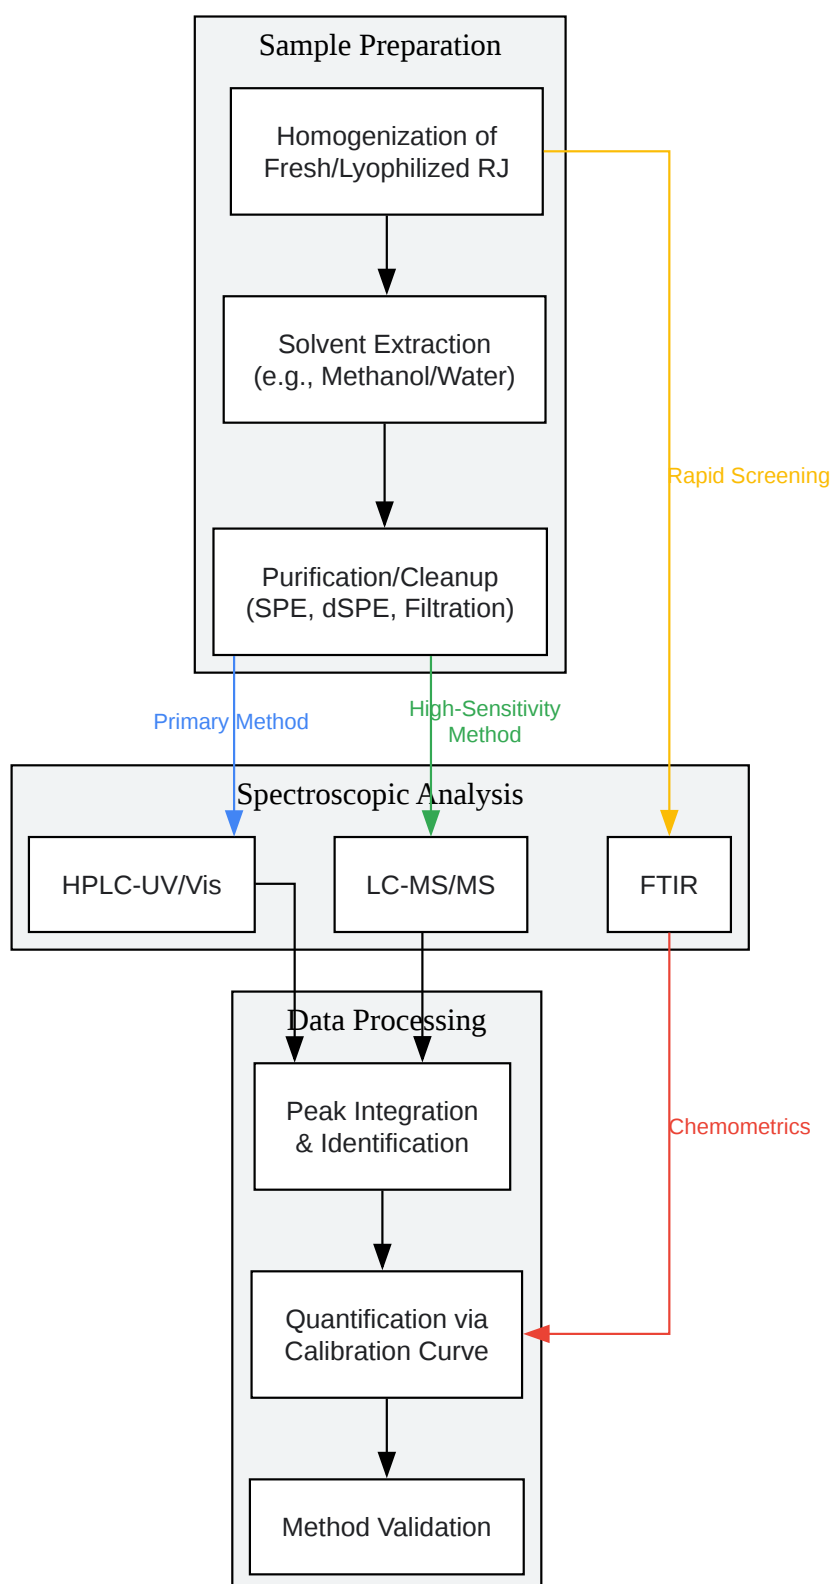 Sample Preparation
Homogenization of
Fresh/Lyophilized RJ
Solvent Extraction
(e.g., Methanol/Water)
Rapid Screening
Purification/Cleanup
(SPE, dSPE, Filtration)
Primary Method
High-Sensitivity
Method
Spectroscopic Analysis
HPLC-UV/Vis
LC-MS/MS
FTIR
Data Processing
Peak Integration
& Identification
Chemometrics
Quantification via
Calibration Curve
Method Validation